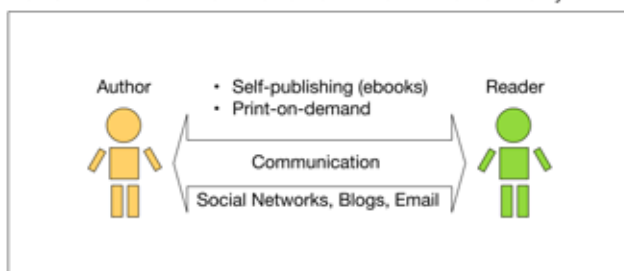 Author
• Self-publishing (ebooks)
• Print-on-demand
Reader
Communication
Social Networks, Blogs, Email